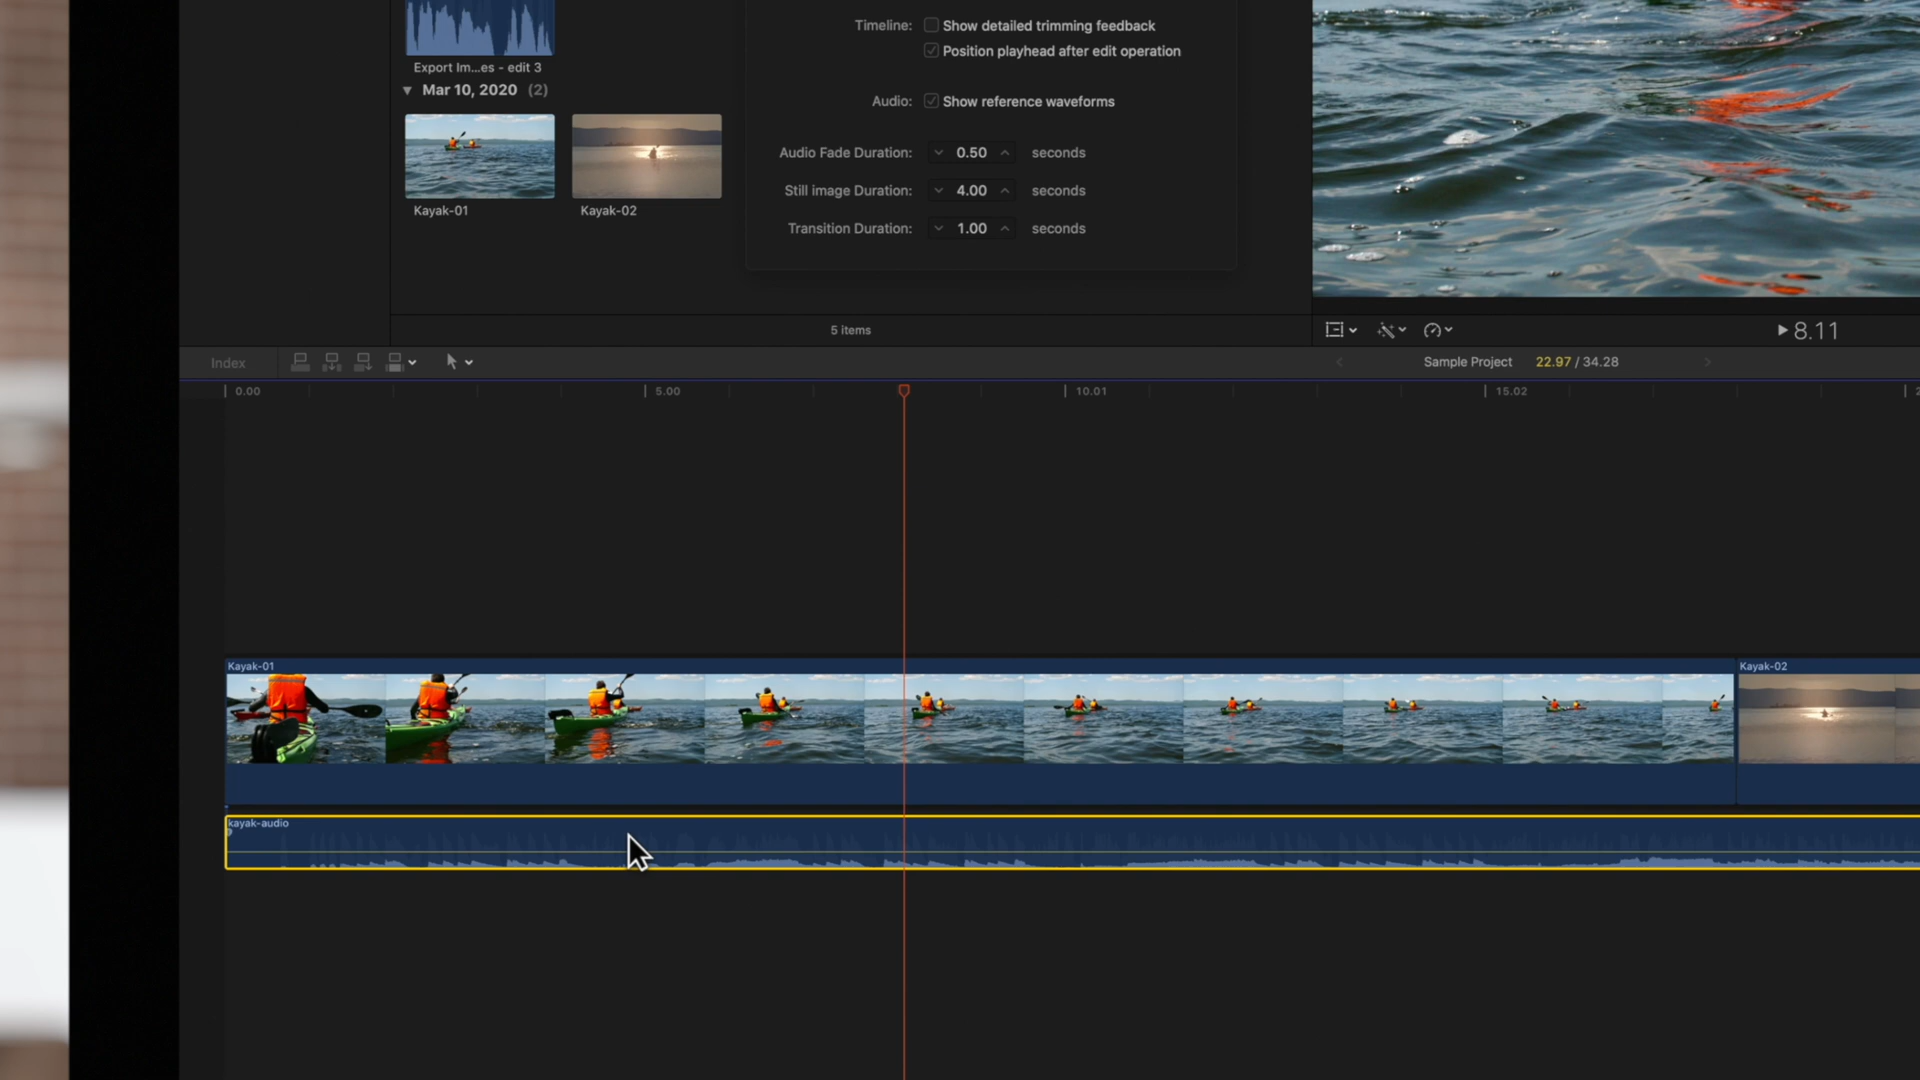 Timeline: Show detailed trimming feedback
Position playhead after edit operation
Export Im...es - edit 3
Mar 10, 2020 (2)
Audio: Show reference waveforms
Audio Fade Duration: 0.50 seconds
Still image Duration: 4.00 seconds
Kayak-01 Kayak-02
Transition Duration: 1.00 seconds
5 items
8.11
Index
Sample Project 22.97 / 34.28
0.00 5.00 10.01 15.02
Kayak-01 Kayak-02
kayak-audio